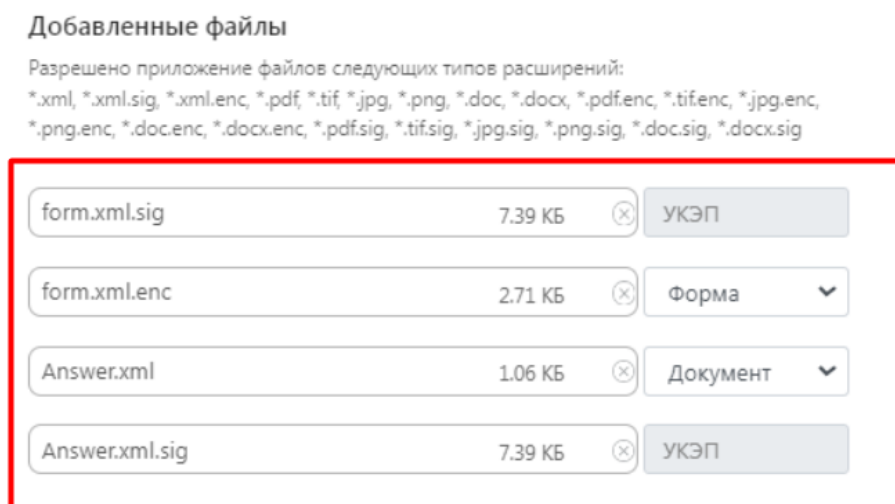 Добавленные файлы
Разрешено приложение файлов следующих типов расширений:
*.xml, *.xml.sig, *.xml.enc, *.pdf, *.tif, *.jpg, *.png, *.doc, *.docx, *.pdf.enc, *.tif.enc, *.jpg.enc,
*.png.enc, *.doc.enc, *.docx.enc, *.pdf.sig, *.tif.sig, *.jpg.sig, *.png.sig, *.doc.sig, *.docx.sig
form.xml.sig 7.39 КБ УКЭП
form.xml.enc 2.71 КБ Форма
Answer.xml 1.06 КБ Документ
Answer.xml.sig 7.39 КБ УКЭП